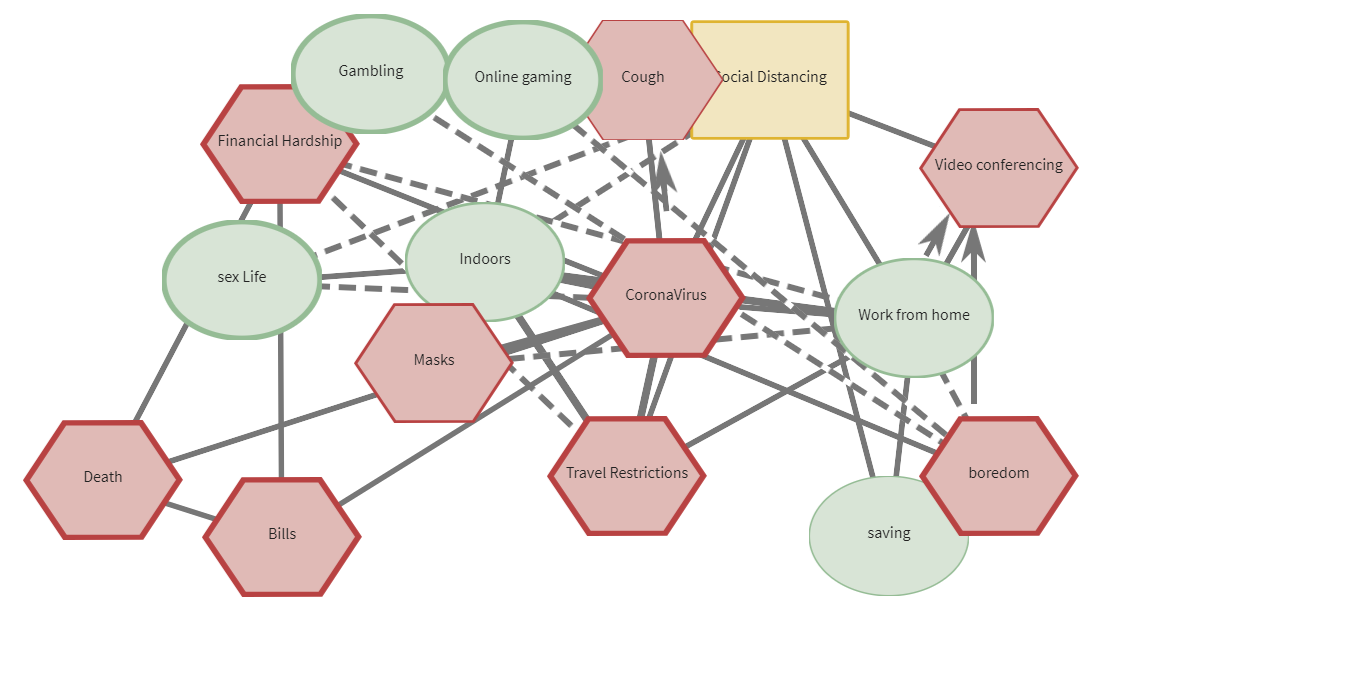 Gambling
Online gaming
Cough
ocial Distancing
Financial Hardship
Video conferencing
Indoors
sex Life
CoronaVirus
Work from home
Masks
Death
Travel Restrictions
boredom
Bills
saving